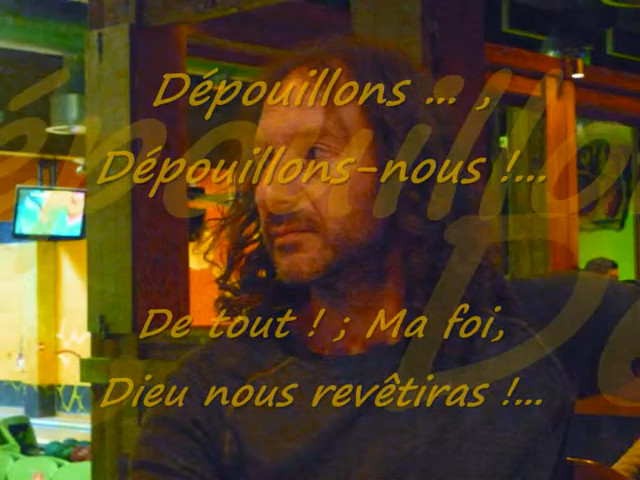 Dépouillons ... ,
Dépouillons-nous !...
De tout ! ; Ma foi,
Dieu nous revêtiras !...